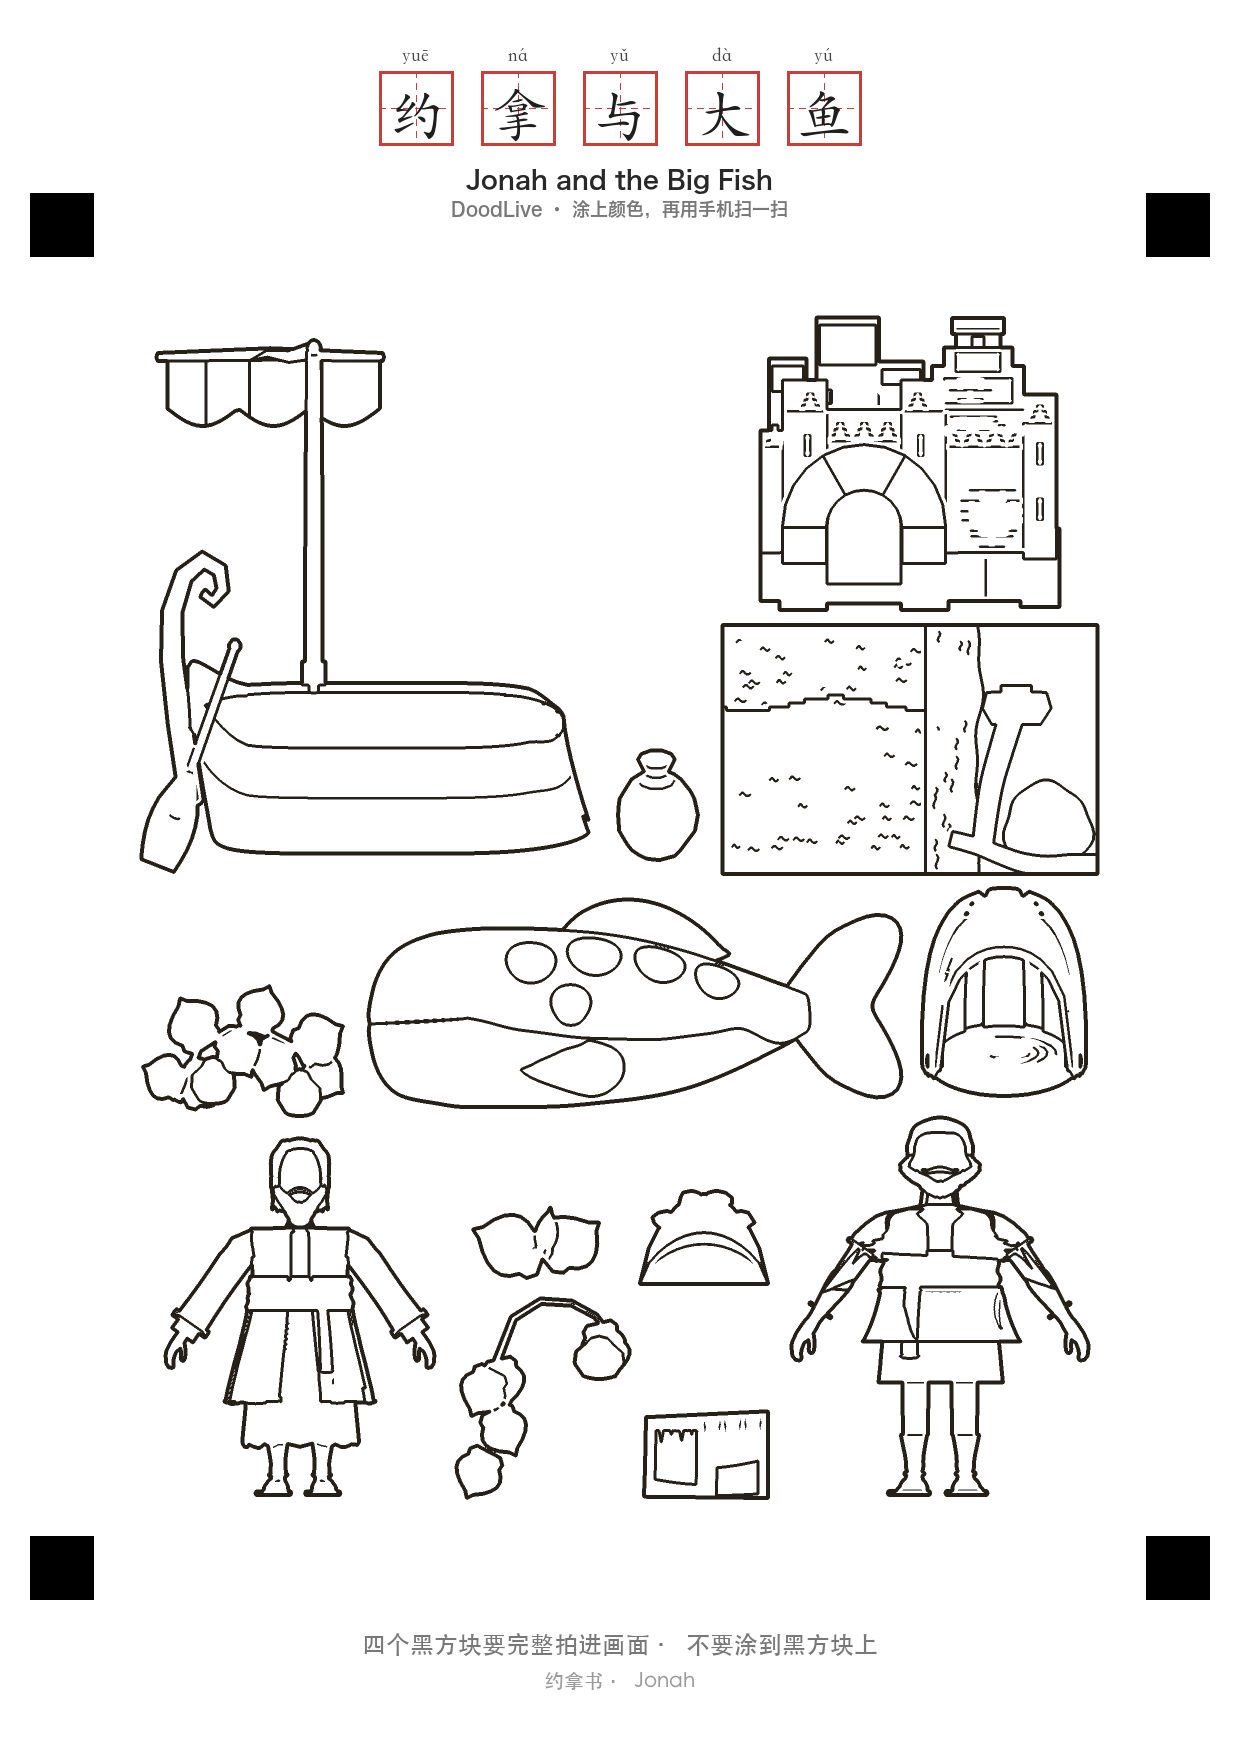 yuē ná yǔ dà yú
约拿与大鱼
Jonah and the Big Fish
DoodLive · 涂上颜色，再用手机扫一扫
四个黑方块要完整拍进画面 · 不要涂到黑方块上
约拿书 · Jonah